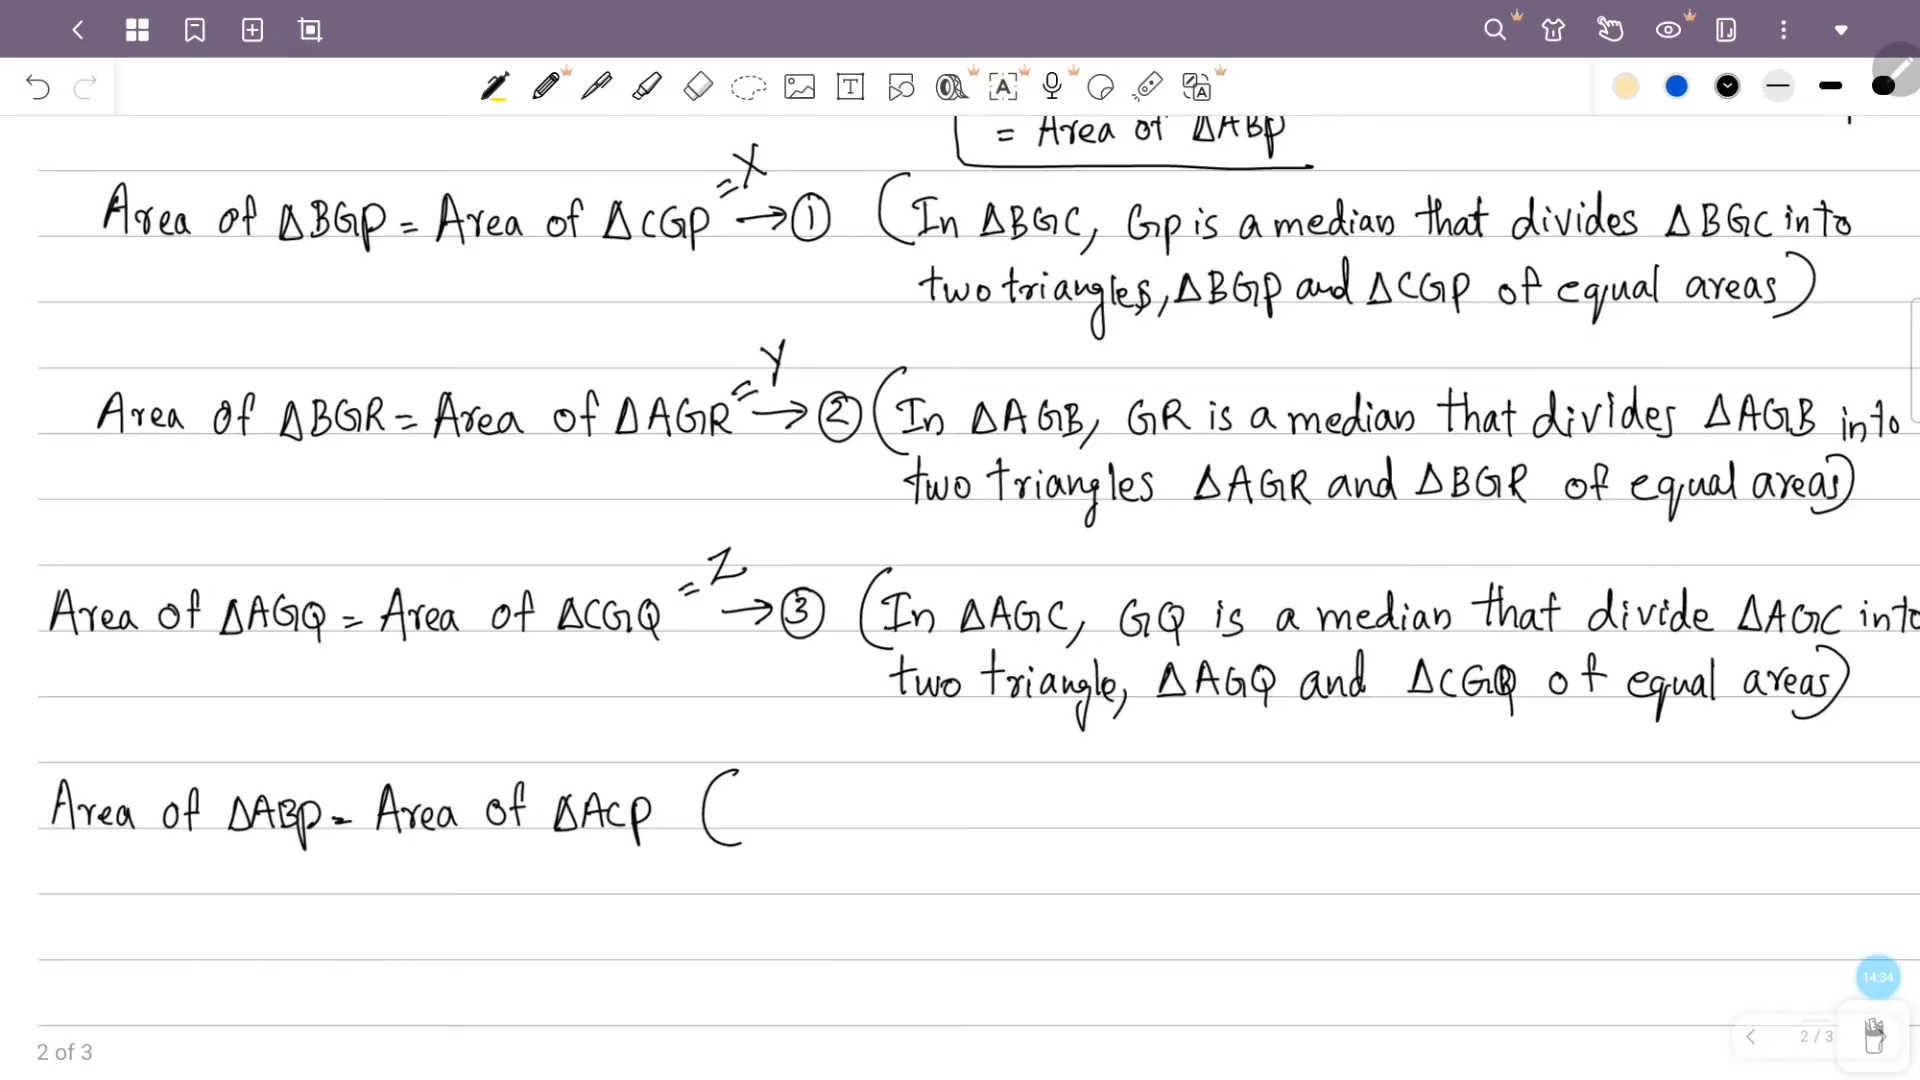 = Area of ΔABP
Area of ΔBGP = Area of ΔCGP = X → ① (In ΔBGC, GP is a median that divides ΔBGC into
two triangles, ΔBGP and ΔCGP of equal areas)
Area of ΔBGR = Area of ΔAGR = Y → ② (In ΔAGB, GR is a median that divides ΔAGB into
two triangles ΔAGR and ΔBGR of equal areas)
Area of ΔAGQ = Area of ΔCGQ = Z → ③ (In ΔAGC, GQ is a median that divide ΔAGC into
two triangle, ΔAGQ and ΔCGQ of equal areas)
Area of ΔABP = Area of ΔACP (
14:34
2 / 3
2 of 3